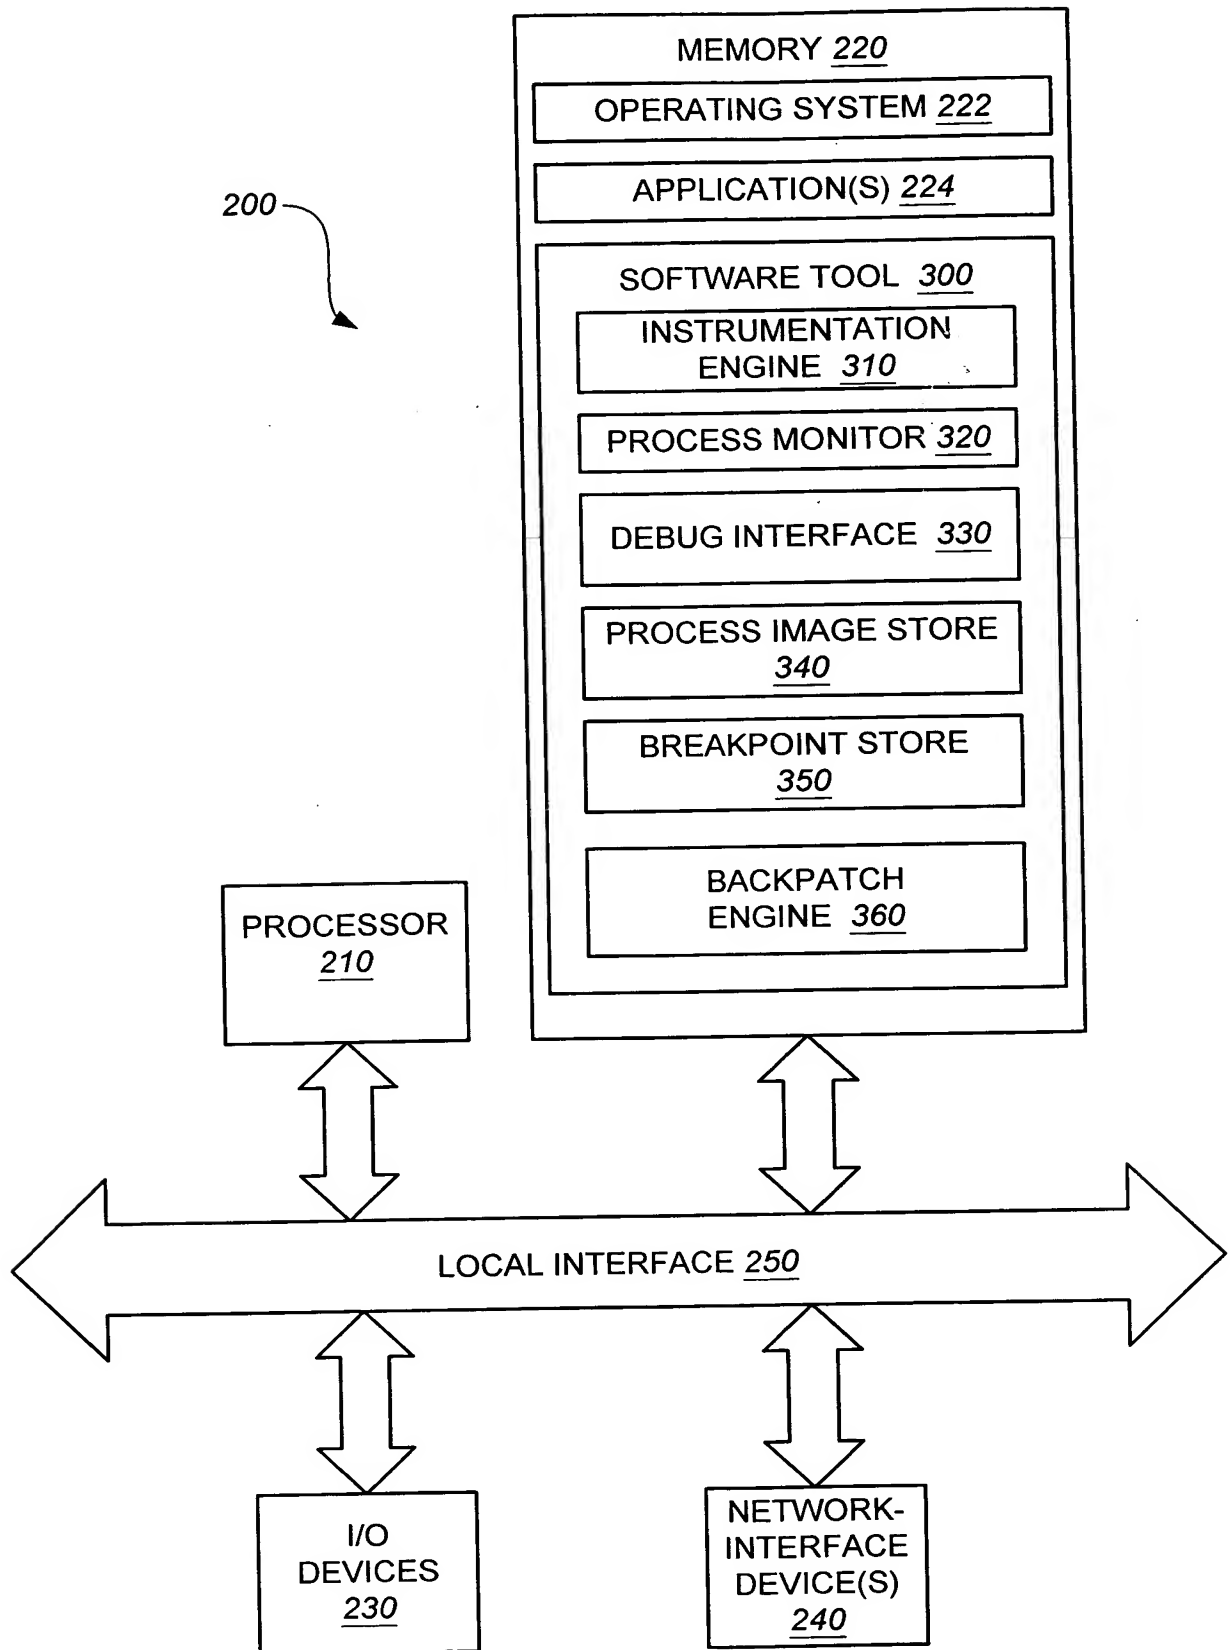 MEMORY 220
OPERATING SYSTEM 222
APPLICATION(S) 224
200
SOFTWARE TOOL 300
INSTRUMENTATION
ENGINE 310
PROCESS MONITOR 320
DEBUG INTERFACE 330
PROCESS IMAGE STORE
340
BREAKPOINT STORE
350
BACKPATCH
ENGINE 360
PROCESSOR
210
LOCAL INTERFACE 250
I/O
DEVICES
230
NETWORK-
INTERFACE
DEVICE(S)
240